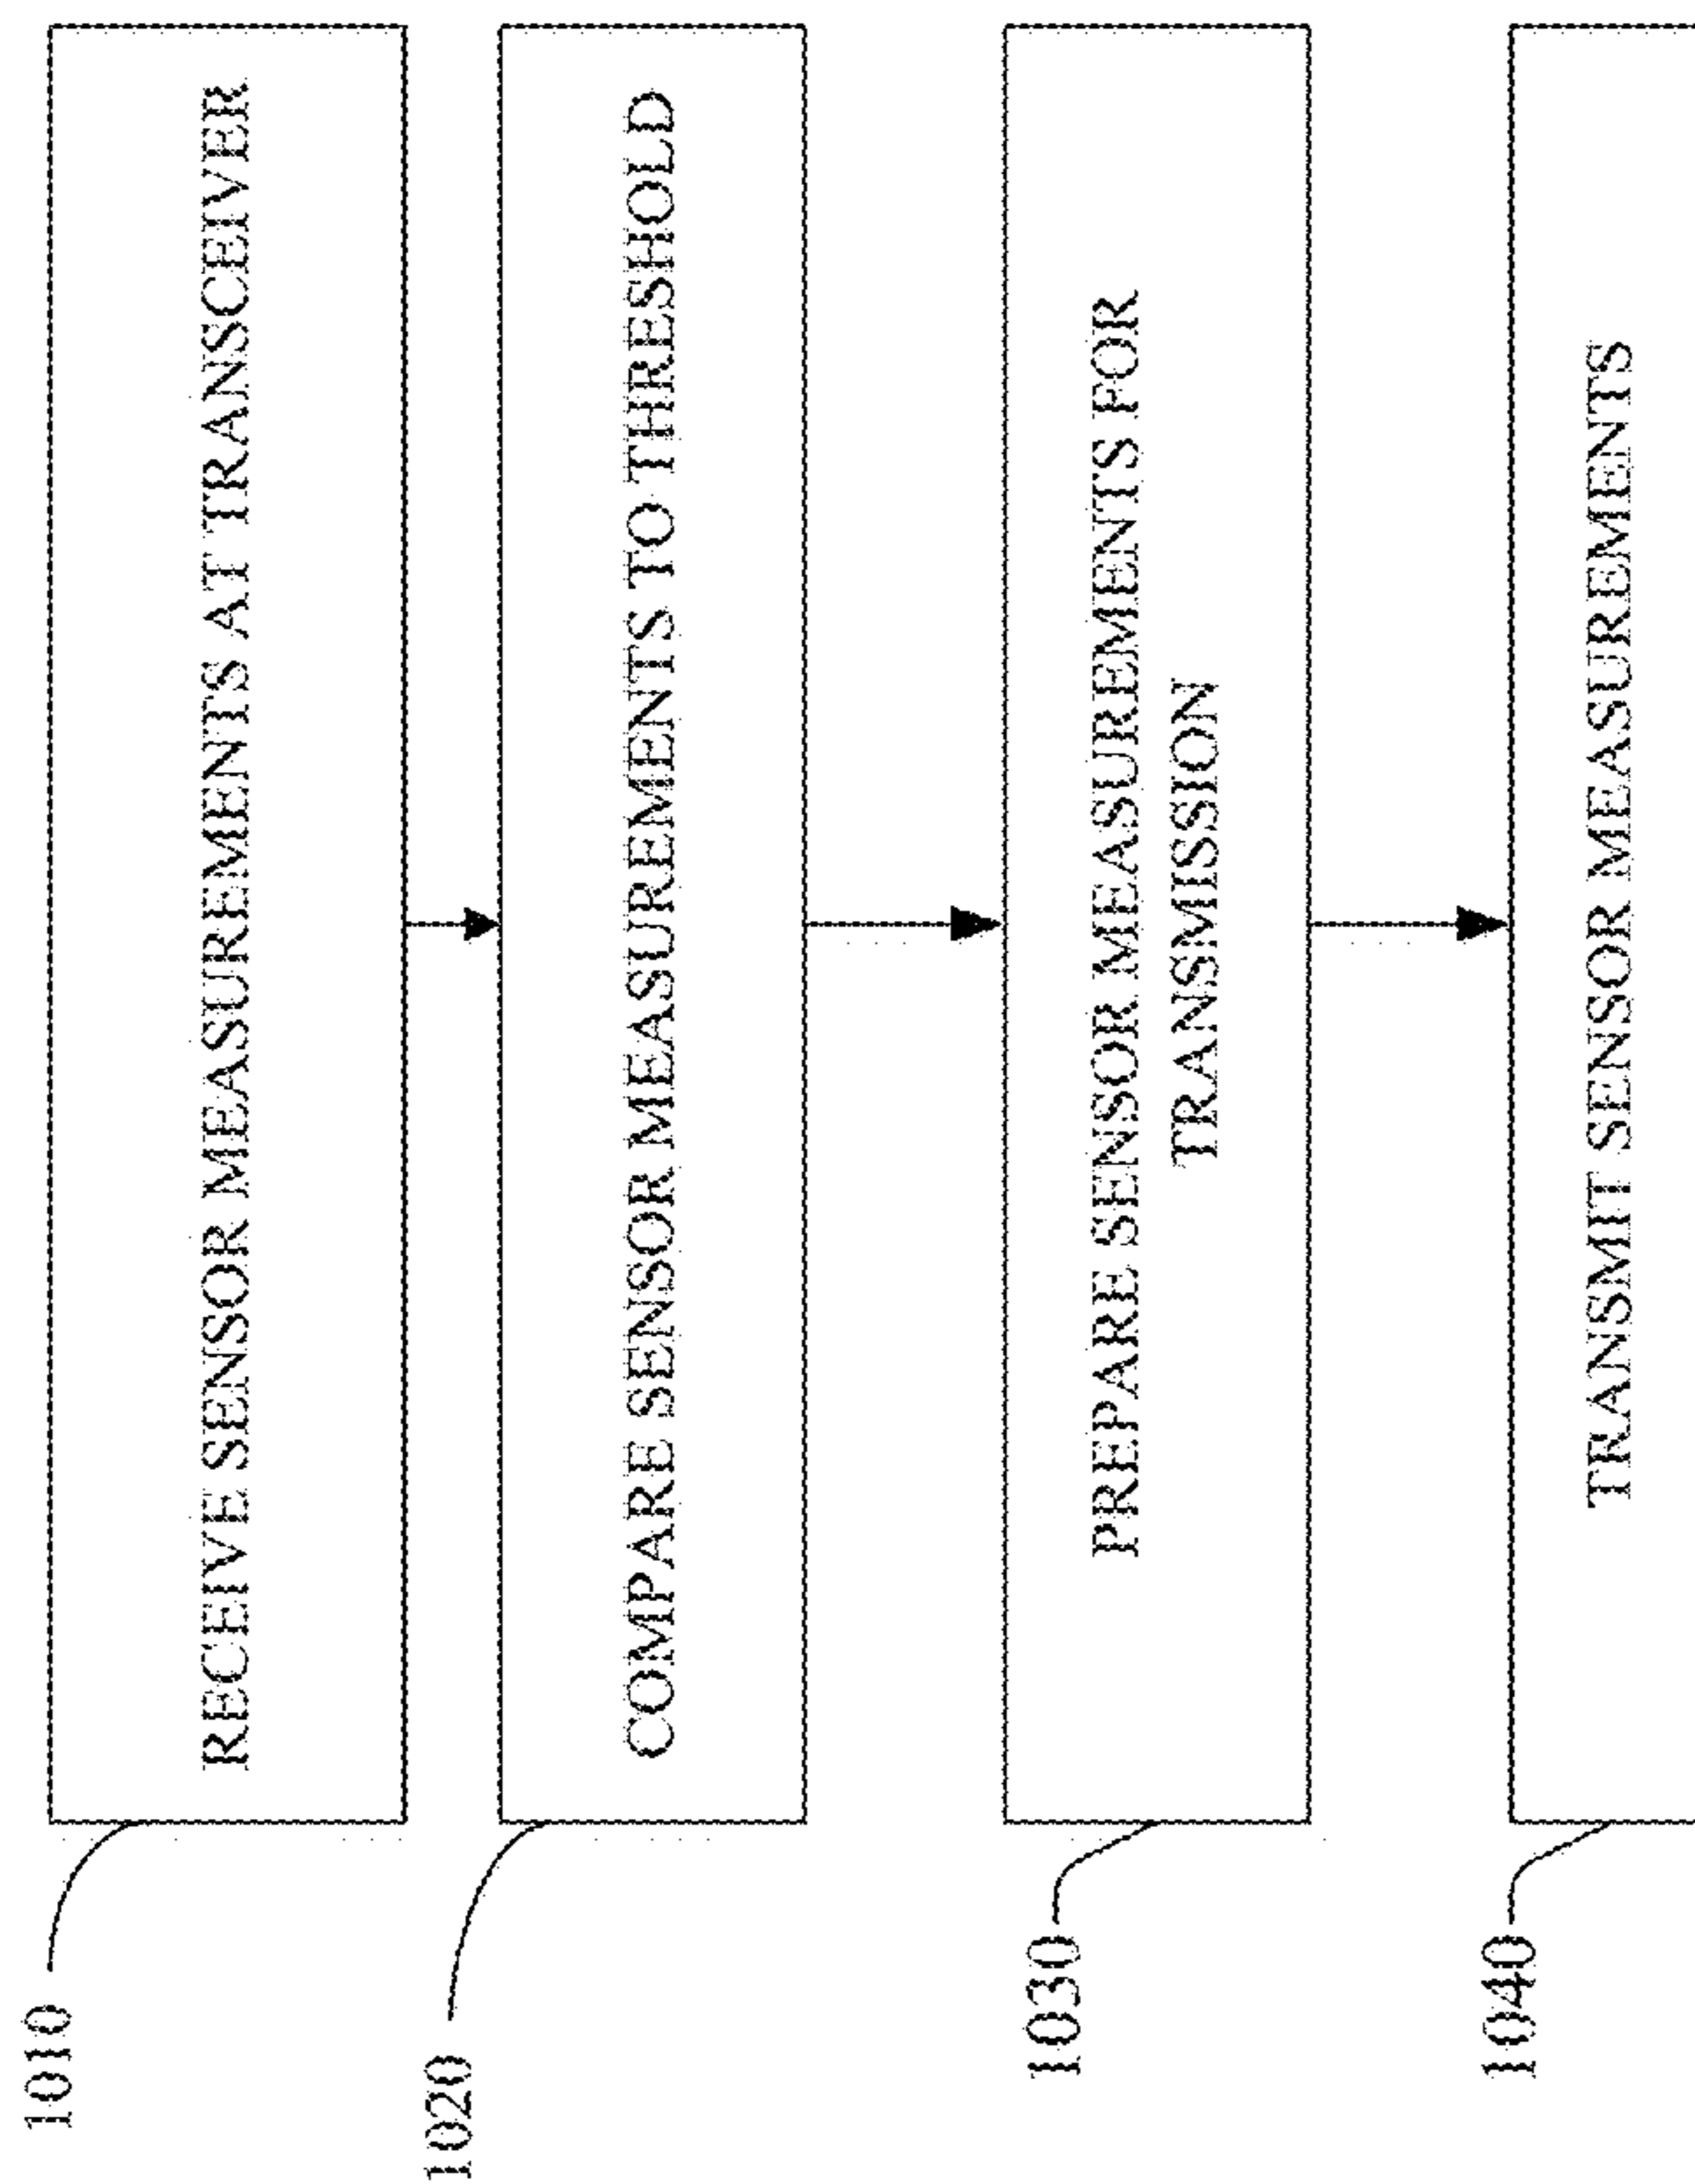 1010
RECEIVE SENSOR MEASUREMENTS AT TRANSCEIVER
1020
COMPARE SENSOR MEASUREMENTS TO THRESHOLD
1030
PREPARE SENSOR MEASUREMENTS FOR
TRANSMISSION
1040
TRANSMIT SENSOR MEASUREMENTS